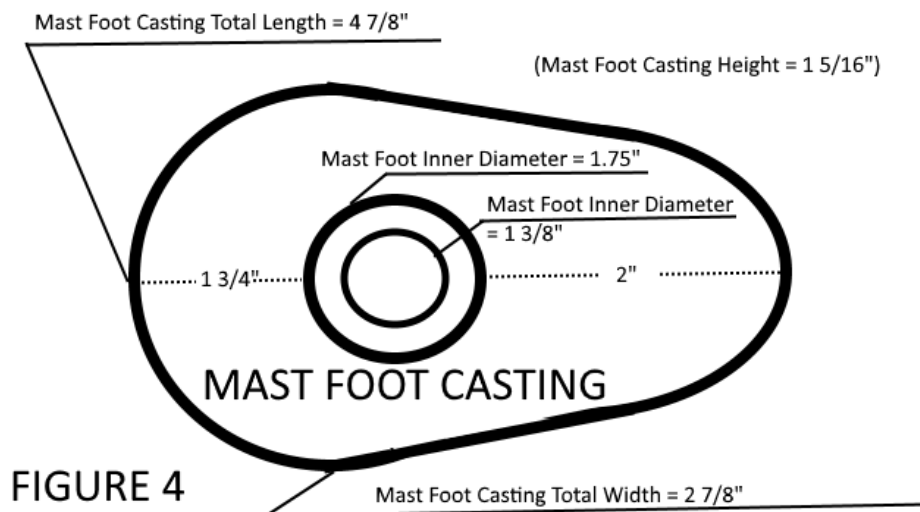 Mast Foot Casting Total Length = 4 7/8"
(Mast Foot Casting Height = 1 5/16")
Mast Foot Inner Diameter = 1.75"
Mast Foot Inner Diameter
= 1 3/8"
1 3/4"
2"
MAST FOOT CASTING
FIGURE 4
Mast Foot Casting Total Width = 2 7/8"